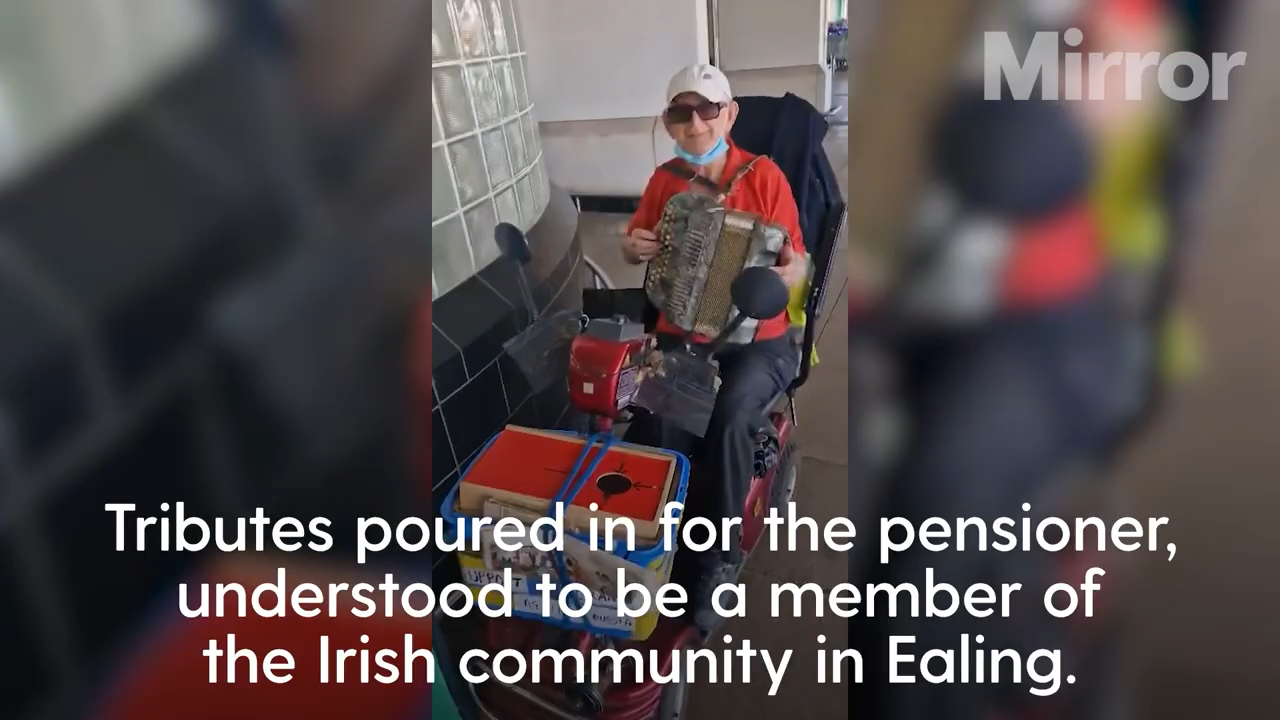 Mirror
Tributes poured in for the pensioner,
understood to be a member of
the Irish community in Ealing.